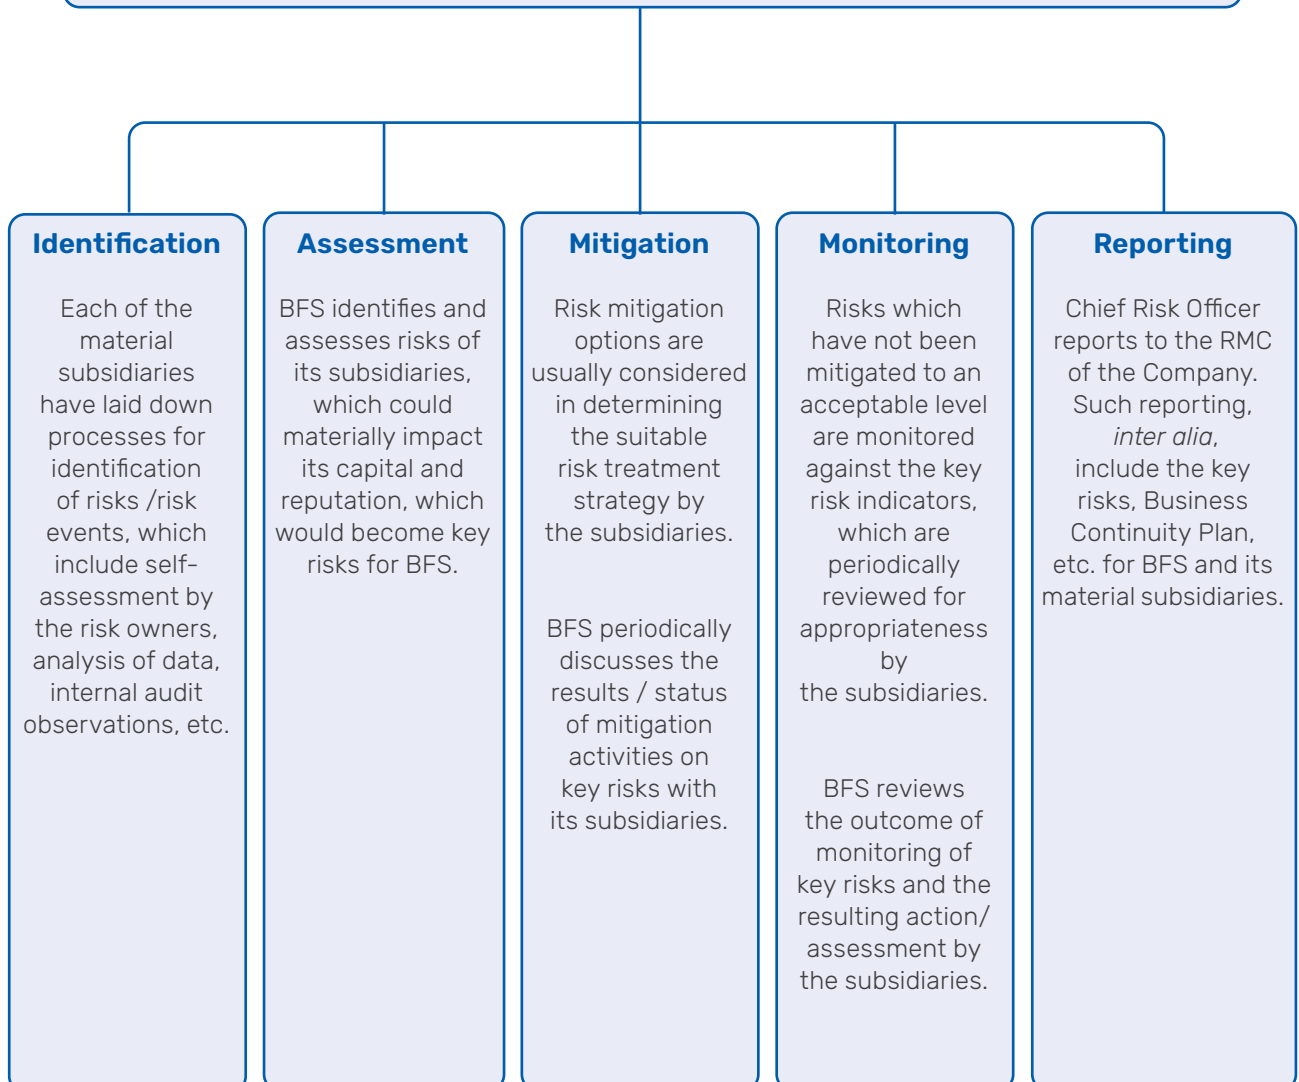 Identification
Each of the
material
subsidiaries
have laid down
processes for
identification
of risks /risk
events, which
include self-
assessment by
the risk owners,
analysis of data,
internal audit
observations, etc.
Assessment
BFS identifies and
assesses risks of
its subsidiaries,
which could
materially impact
its capital and
reputation, which
would become key
risks for BFS.
Mitigation
Risk mitigation
options are
usually considered
in determining
the suitable
risk treatment
strategy by
the subsidiaries.
BFS periodically
discusses the
results / status
of mitigation
activities on
key risks with
its subsidiaries.
Monitoring
Risks which
have not been
mitigated to an
acceptable level
are monitored
against the key
risk indicators,
which are
periodically
reviewed for
appropriateness
by
the subsidiaries.
BFS reviews
the outcome of
monitoring of
key risks and the
resulting action/
assessment by
the subsidiaries.
Reporting
Chief Risk Officer
reports to the RMC
of the Company.
Such reporting,
inter alia,
include the key
risks, Business
Continuity Plan,
etc. for BFS and its
material subsidiaries.